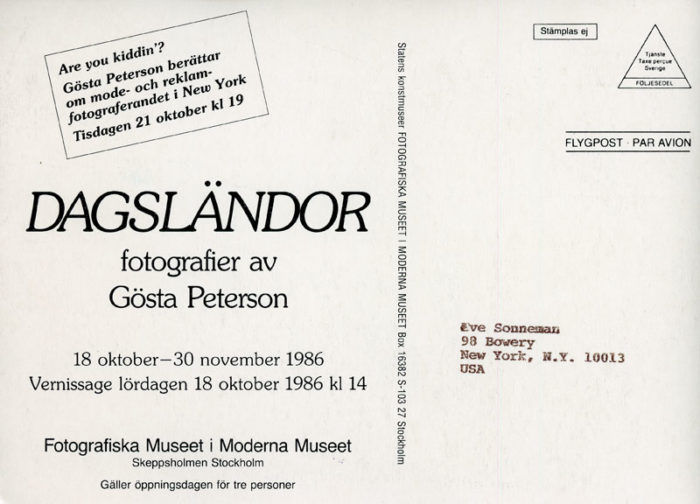 Are you kiddin'?
Gösta Peterson berättar
om mode- och reklam-
fotograferandet i New York
Tisdagen 21 oktober kl 19
DAGSLÄNDOR
fotografier av
Gösta Peterson
18 oktober–30 november 1986
Vernissage lördagen 18 oktober 1986 kl 14
Fotografiska Museet i Moderna Museet
Skeppsholmen Stockholm
Gäller öppningsdagen för tre personer
Statens konstmuseer FOTOGRAFISKA MUSEET I MODERNA MUSEET Box 16382 S-103 27 Stockholm
Stämplas ej
Tjänste
Taxe perçue
Sverige
FÖLJESEDEL
FLYGPOST · PAR AVION
Eve Sonneman
98 Bowery
New York, N.Y. 10013
USA